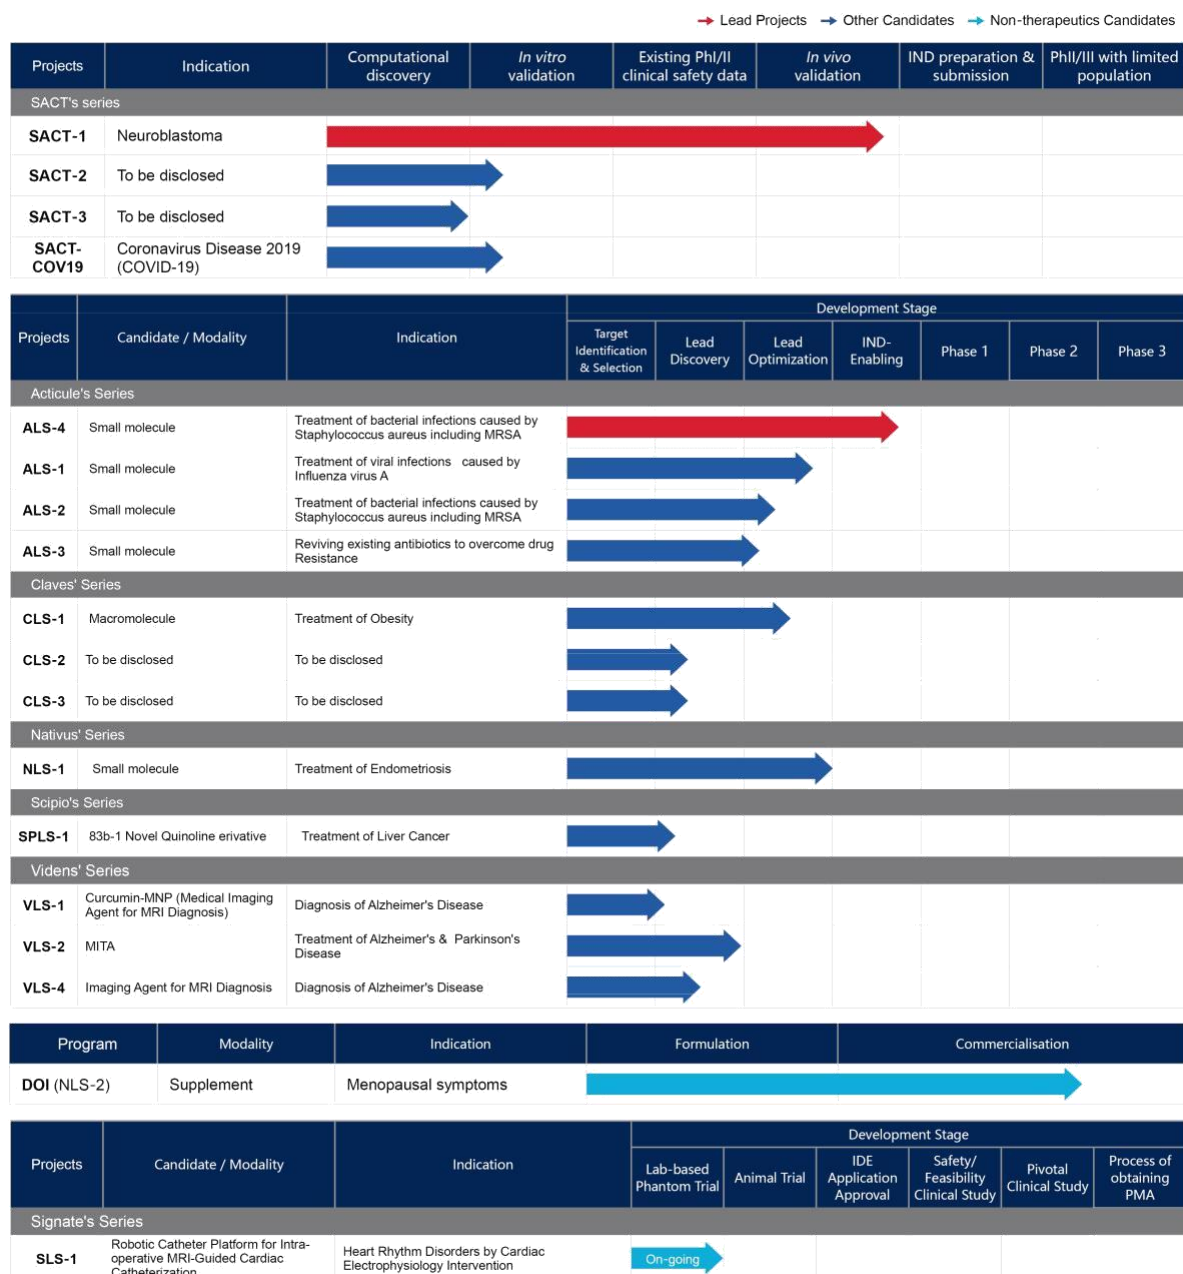 Lead Projects Other Candidates Non-therapeutics Candidates
Projects Indication Computational discovery In vitro validation Existing PhI/II clinical safety data In vivo validation IND preparation & submission PhII/III with limited population
SACT's series
SACT-1 Neuroblastoma
SACT-2 To be disclosed
SACT-3 To be disclosed
SACT-COV19 Coronavirus Disease 2019 (COVID-19)
Projects Candidate / Modality Indication Development Stage
Target Identification & Selection Lead Discovery Lead Optimization IND-Enabling Phase 1 Phase 2 Phase 3
Acticule's Series
ALS-4 Small molecule Treatment of bacterial infections caused by Staphylococcus aureus including MRSA
ALS-1 Small molecule Treatment of viral infections caused by Influenza virus A
ALS-2 Small molecule Treatment of bacterial infections caused by Staphylococcus aureus including MRSA
ALS-3 Small molecule Reviving existing antibiotics to overcome drug Resistance
Claves' Series
CLS-1 Macromolecule Treatment of Obesity
CLS-2 To be disclosed To be disclosed
CLS-3 To be disclosed To be disclosed
Nativus' Series
NLS-1 Small molecule Treatment of Endometriosis
Scipio's Series
SPLS-1 83b-1 Novel Quinoline erivative Treatment of Liver Cancer
Videns' Series
VLS-1 Curcumin-MNP (Medical Imaging Agent for MRI Diagnosis) Diagnosis of Alzheimer's Disease
VLS-2 MITA Treatment of Alzheimer's & Parkinson's Disease
VLS-4 Imaging Agent for MRI Diagnosis Diagnosis of Alzheimer's Disease
Program Modality Indication Formulation Commercialisation
DOI (NLS-2) Supplement Menopausal symptoms
Projects Candidate / Modality Indication Development Stage
Lab-based Phantom Trial Animal Trial IDE Application Approval Safety/ Feasibility Clinical Study Pivotal Clinical Study Process of obtaining PMA
Signate's Series
SLS-1 Robotic Catheter Platform for Intra-operative MRI-Guided Cardiac Catheterization Heart Rhythm Disorders by Cardiac Electrophysiology Intervention On-going